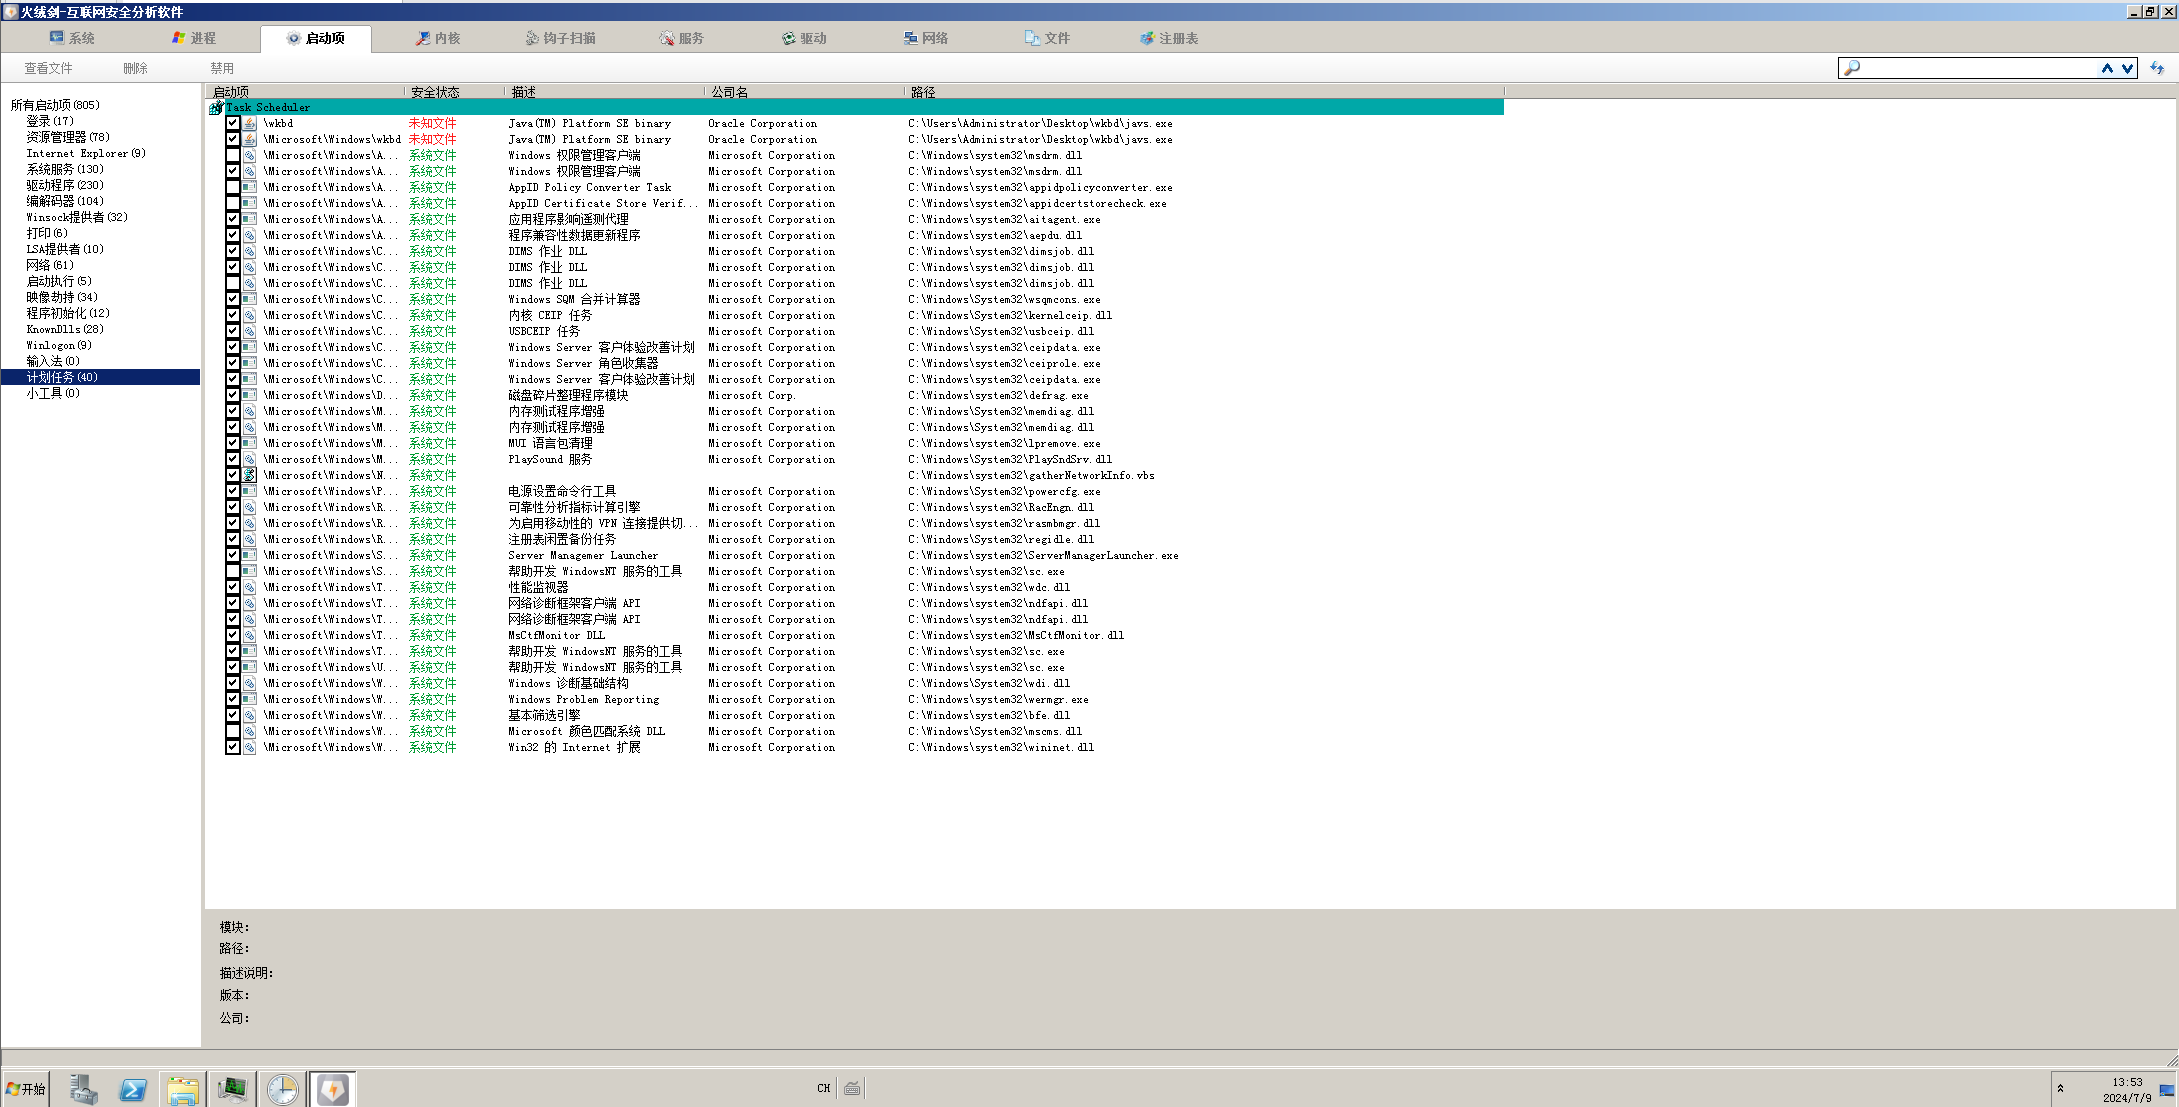 火绒剑-互联网安全分析软件
系统 进程 启动项 内核 钩子扫描 服务 驱动 网络 文件 注册表
查看文件 删除 禁用
所有启动项(805)
登录(17)
资源管理器(78)
Internet Explorer(9)
系统服务(130)
驱动程序(230)
编解码器(104)
Winsock提供者(32)
打印(6)
LSA提供者(10)
网络(61)
启动执行(5)
映像劫持(34)
程序初始化(12)
KnownDlls(28)
Winlogon(9)
输入法(0)
计划任务(40)
小工具(0)
启动项 安全状态 描述 公司名 路径
Task Scheduler
\wkbd 未知文件 Java(TM) Platform SE binary Oracle Corporation C:\Users\Administrator\Desktop\wkbd\javs.exe
\Microsoft\Windows\wkbd 未知文件 Java(TM) Platform SE binary Oracle Corporation C:\Users\Administrator\Desktop\wkbd\javs.exe
\Microsoft\Windows\A... 系统文件 Windows 权限管理客户端 Microsoft Corporation C:\Windows\system32\msdrm.dll
\Microsoft\Windows\A... 系统文件 Windows 权限管理客户端 Microsoft Corporation C:\Windows\system32\msdrm.dll
\Microsoft\Windows\A... 系统文件 AppID Policy Converter Task Microsoft Corporation C:\Windows\system32\appidpolicyconverter.exe
\Microsoft\Windows\A... 系统文件 AppID Certificate Store Verif... Microsoft Corporation C:\Windows\system32\appidcertstorecheck.exe
\Microsoft\Windows\A... 系统文件 应用程序影响遥测代理 Microsoft Corporation C:\Windows\system32\aitagent.exe
\Microsoft\Windows\A... 系统文件 程序兼容性数据更新程序 Microsoft Corporation C:\Windows\system32\aepdu.dll
\Microsoft\Windows\C... 系统文件 DIMS 作业 DLL Microsoft Corporation C:\Windows\system32\dimsjob.dll
\Microsoft\Windows\C... 系统文件 DIMS 作业 DLL Microsoft Corporation C:\Windows\system32\dimsjob.dll
\Microsoft\Windows\C... 系统文件 DIMS 作业 DLL Microsoft Corporation C:\Windows\system32\dimsjob.dll
\Microsoft\Windows\C... 系统文件 Windows SQM 合并计算器 Microsoft Corporation C:\Windows\System32\wsqmcons.exe
\Microsoft\Windows\C... 系统文件 内核 CEIP 任务 Microsoft Corporation C:\Windows\System32\kernelceip.dll
\Microsoft\Windows\C... 系统文件 USBCEIP 任务 Microsoft Corporation C:\Windows\System32\usbceip.dll
\Microsoft\Windows\C... 系统文件 Windows Server 客户体验改善计划 Microsoft Corporation C:\Windows\system32\ceipdata.exe
\Microsoft\Windows\C... 系统文件 Windows Server 角色收集器 Microsoft Corporation C:\Windows\system32\ceiprole.exe
\Microsoft\Windows\C... 系统文件 Windows Server 客户体验改善计划 Microsoft Corporation C:\Windows\system32\ceipdata.exe
\Microsoft\Windows\D... 系统文件 磁盘碎片整理程序模块 Microsoft Corp. C:\Windows\System32\defrag.exe
\Microsoft\Windows\M... 系统文件 内存测试程序增强 Microsoft Corporation C:\Windows\System32\memdiag.dll
\Microsoft\Windows\M... 系统文件 内存测试程序增强 Microsoft Corporation C:\Windows\System32\memdiag.dll
\Microsoft\Windows\M... 系统文件 MUI 语言包清理 Microsoft Corporation C:\Windows\System32\lpremove.exe
\Microsoft\Windows\M... 系统文件 PlaySound 服务 Microsoft Corporation C:\Windows\System32\PlaySndSrv.dll
\Microsoft\Windows\N... 系统文件 C:\Windows\system32\gatherNetworkInfo.vbs
\Microsoft\Windows\P... 系统文件 电源设置命令行工具 Microsoft Corporation C:\Windows\System32\powercfg.exe
\Microsoft\Windows\R... 系统文件 可靠性分析指标计算引擎 Microsoft Corporation C:\Windows\system32\RacEngn.dll
\Microsoft\Windows\R... 系统文件 为启用移动性的 VPN 连接提供切... Microsoft Corporation C:\Windows\system32\rasmbmgr.dll
\Microsoft\Windows\R... 系统文件 注册表闲置备份任务 Microsoft Corporation C:\Windows\System32\regidle.dll
\Microsoft\Windows\S... 系统文件 Server Managemer Launcher Microsoft Corporation C:\Windows\system32\ServerManagerLauncher.exe
\Microsoft\Windows\S... 系统文件 帮助开发 WindowsNT 服务的工具 Microsoft Corporation C:\Windows\system32\sc.exe
\Microsoft\Windows\T... 系统文件 性能监视器 Microsoft Corporation C:\Windows\system32\wdc.dll
\Microsoft\Windows\T... 系统文件 网络诊断框架客户端 API Microsoft Corporation C:\Windows\system32\ndfapi.dll
\Microsoft\Windows\T... 系统文件 网络诊断框架客户端 API Microsoft Corporation C:\Windows\system32\ndfapi.dll
\Microsoft\Windows\T... 系统文件 MsCtfMonitor DLL Microsoft Corporation C:\Windows\system32\MsCtfMonitor.dll
\Microsoft\Windows\T... 系统文件 帮助开发 WindowsNT 服务的工具 Microsoft Corporation C:\Windows\system32\sc.exe
\Microsoft\Windows\U... 系统文件 帮助开发 WindowsNT 服务的工具 Microsoft Corporation C:\Windows\system32\sc.exe
\Microsoft\Windows\W... 系统文件 Windows 诊断基础结构 Microsoft Corporation C:\Windows\System32\wdi.dll
\Microsoft\Windows\W... 系统文件 Windows Problem Reporting Microsoft Corporation C:\Windows\system32\wermgr.exe
\Microsoft\Windows\W... 系统文件 基本筛选引擎 Microsoft Corporation C:\Windows\system32\bfe.dll
\Microsoft\Windows\W... 系统文件 Microsoft 颜色匹配系统 DLL Microsoft Corporation C:\Windows\System32\mscms.dll
\Microsoft\Windows\W... 系统文件 Win32 的 Internet 扩展 Microsoft Corporation C:\Windows\system32\wininet.dll
模块:
路径:
描述说明:
版本:
公司:
开始
CH
13:53
2024/7/9